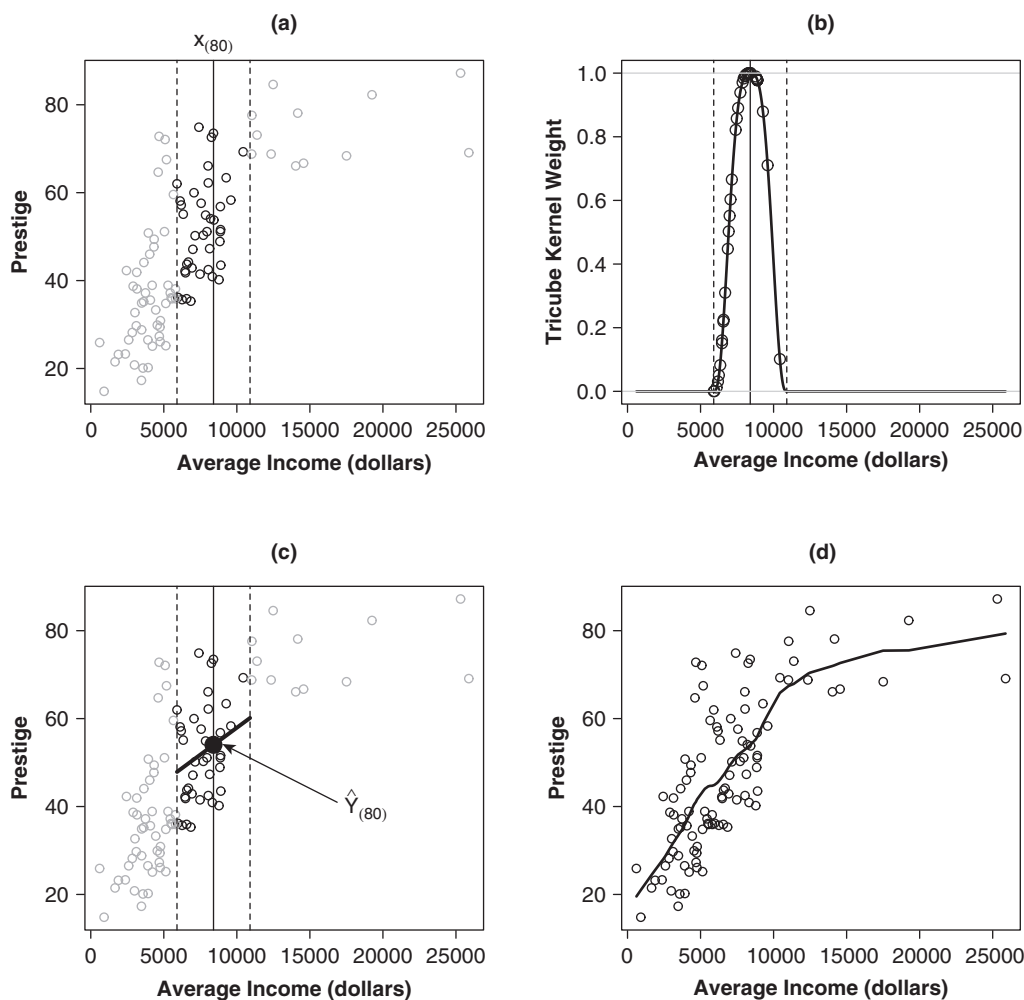 (a)
x(80)
Prestige
80
60
40
20
0 5000 10000 15000 20000 25000
Average Income (dollars)
(b)
Tricube Kernel Weight
1.0
0.8
0.6
0.4
0.2
0.0
0 5000 10000 15000 20000 25000
Average Income (dollars)
(c)
Prestige
80
60
40
20
Ŷ(80)
0 5000 10000 15000 20000 25000
Average Income (dollars)
(d)
Prestige
80
60
40
20
0 5000 10000 15000 20000 25000
Average Income (dollars)